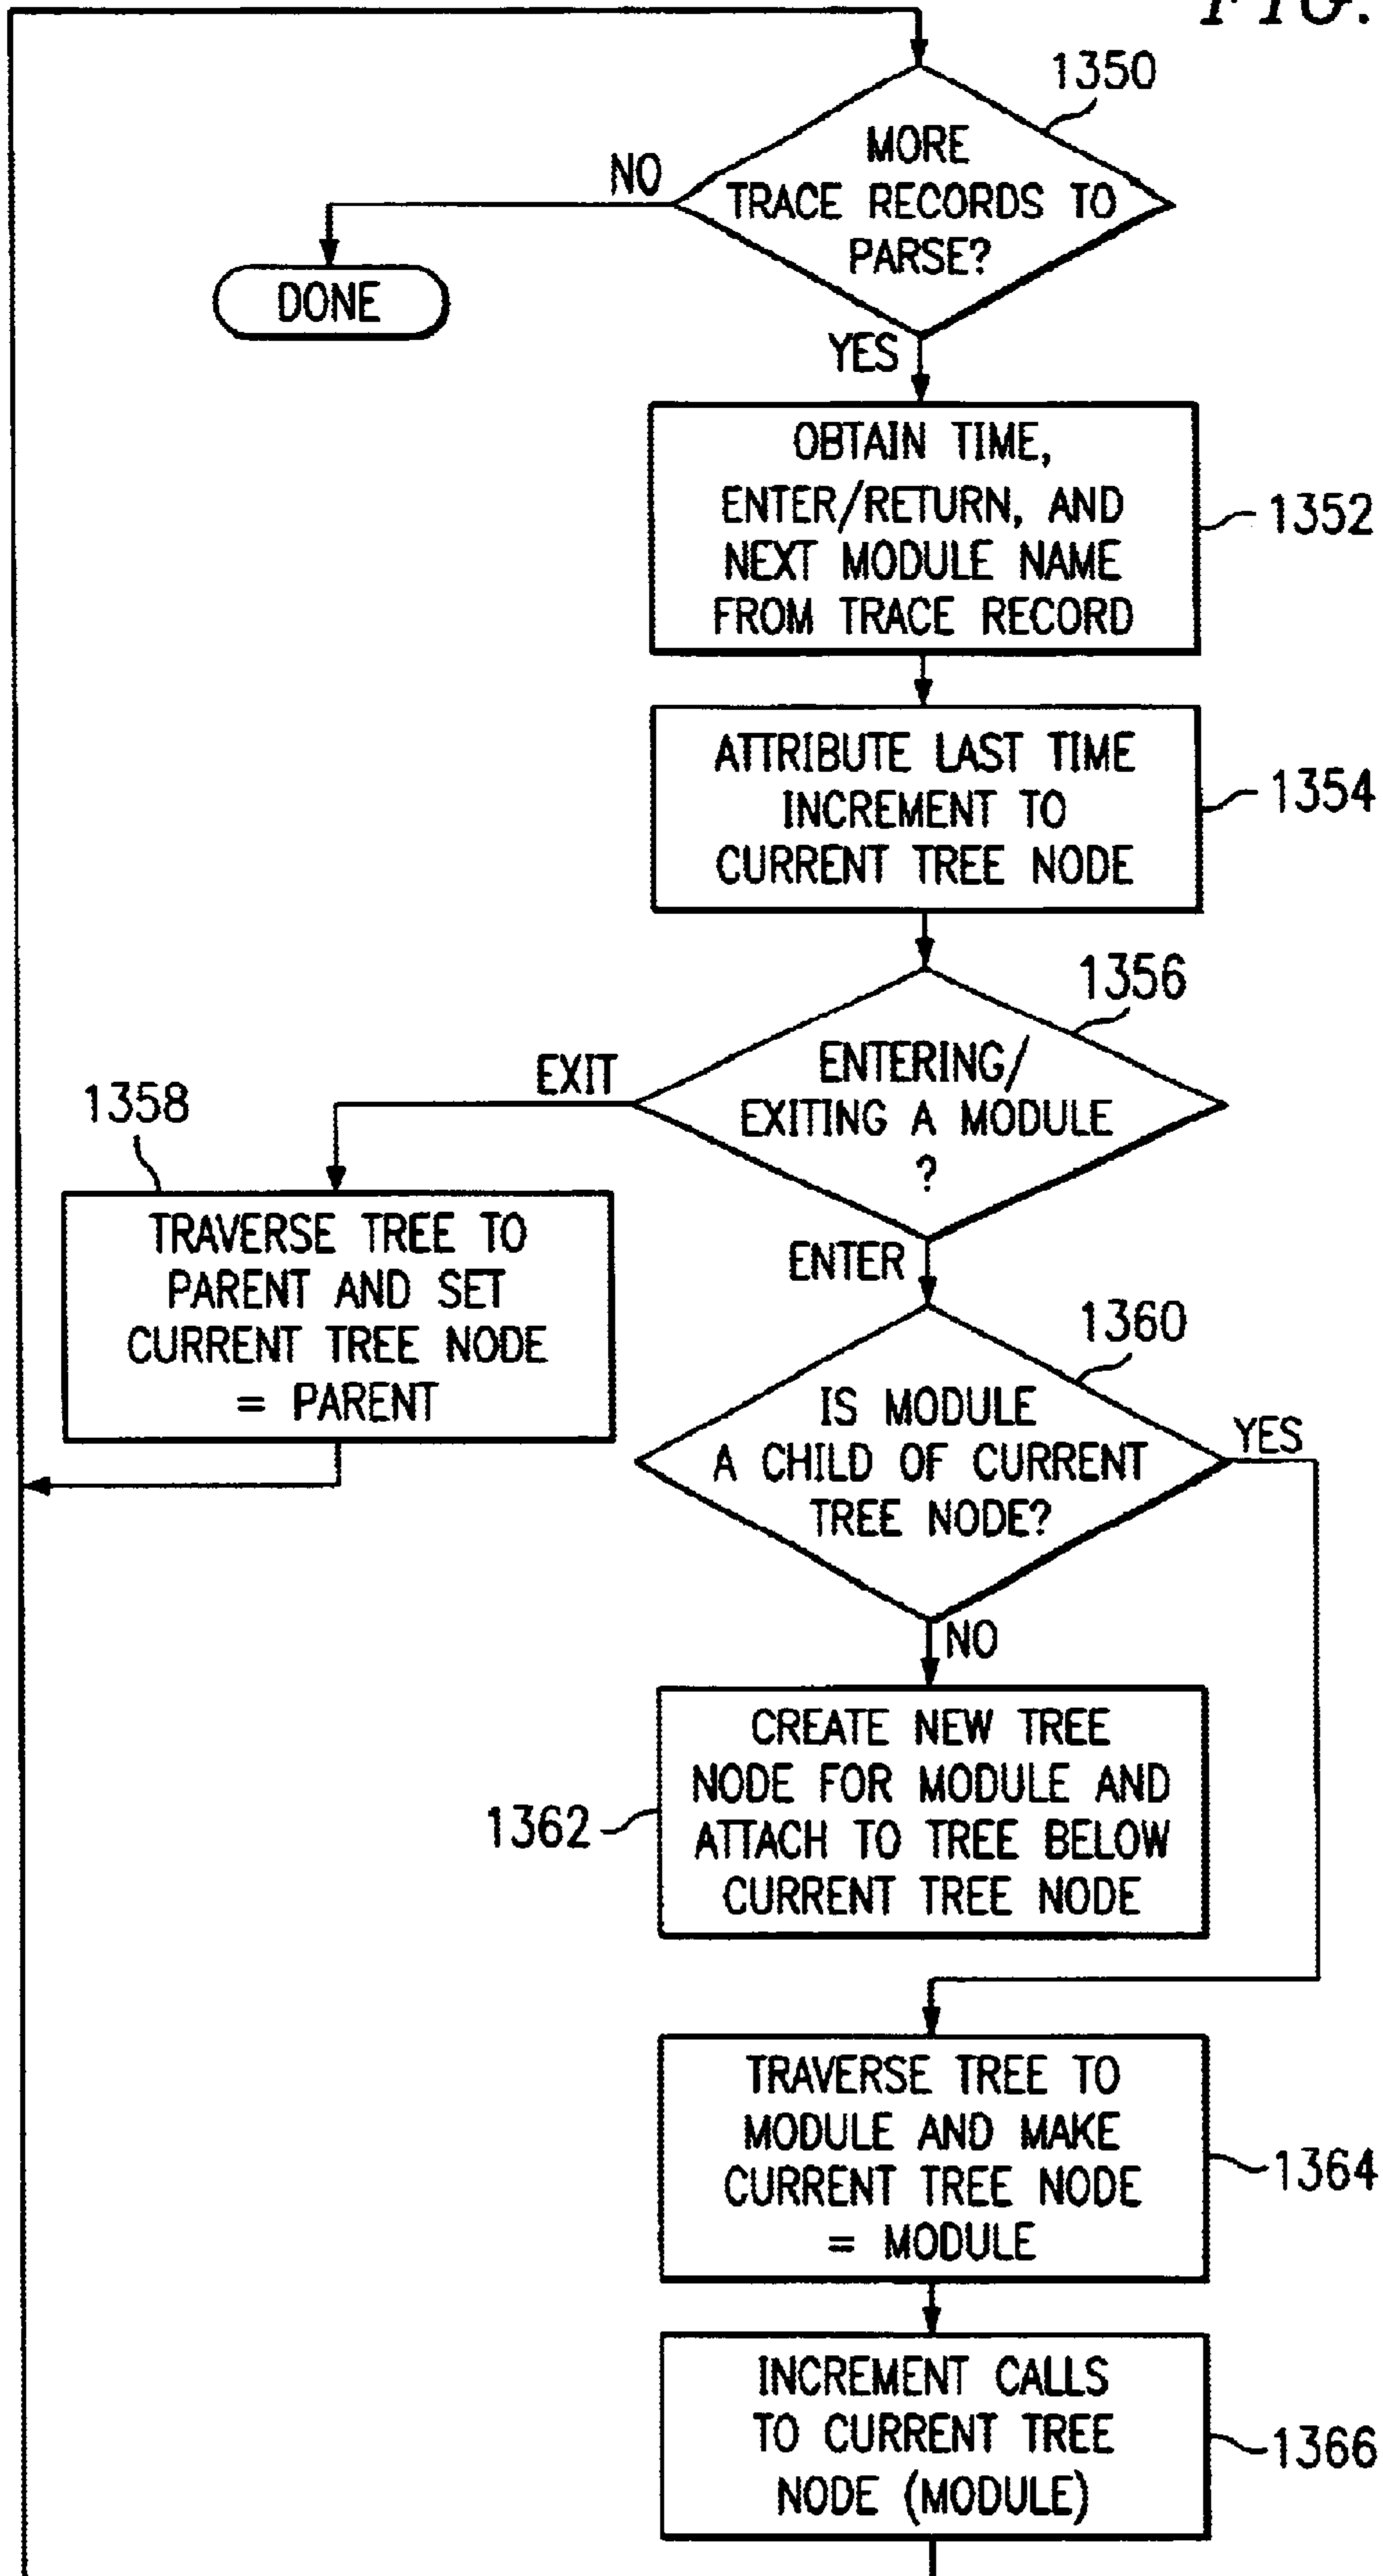 FIG.
1350
MORE
TRACE RECORDS TO
PARSE?
NO
DONE
YES
OBTAIN TIME,
ENTER/RETURN, AND
NEXT MODULE NAME
FROM TRACE RECORD
1352
ATTRIBUTE LAST TIME
INCREMENT TO
CURRENT TREE NODE
1354
1356
ENTERING/
EXITING A MODULE
?
EXIT
1358
TRAVERSE TREE TO
PARENT AND SET
CURRENT TREE NODE
= PARENT
ENTER
1360
IS MODULE
A CHILD OF CURRENT
TREE NODE?
YES
NO
CREATE NEW TREE
NODE FOR MODULE AND
ATTACH TO TREE BELOW
CURRENT TREE NODE
1362
TRAVERSE TREE TO
MODULE AND MAKE
CURRENT TREE NODE
= MODULE
1364
INCREMENT CALLS
TO CURRENT TREE
NODE (MODULE)
1366